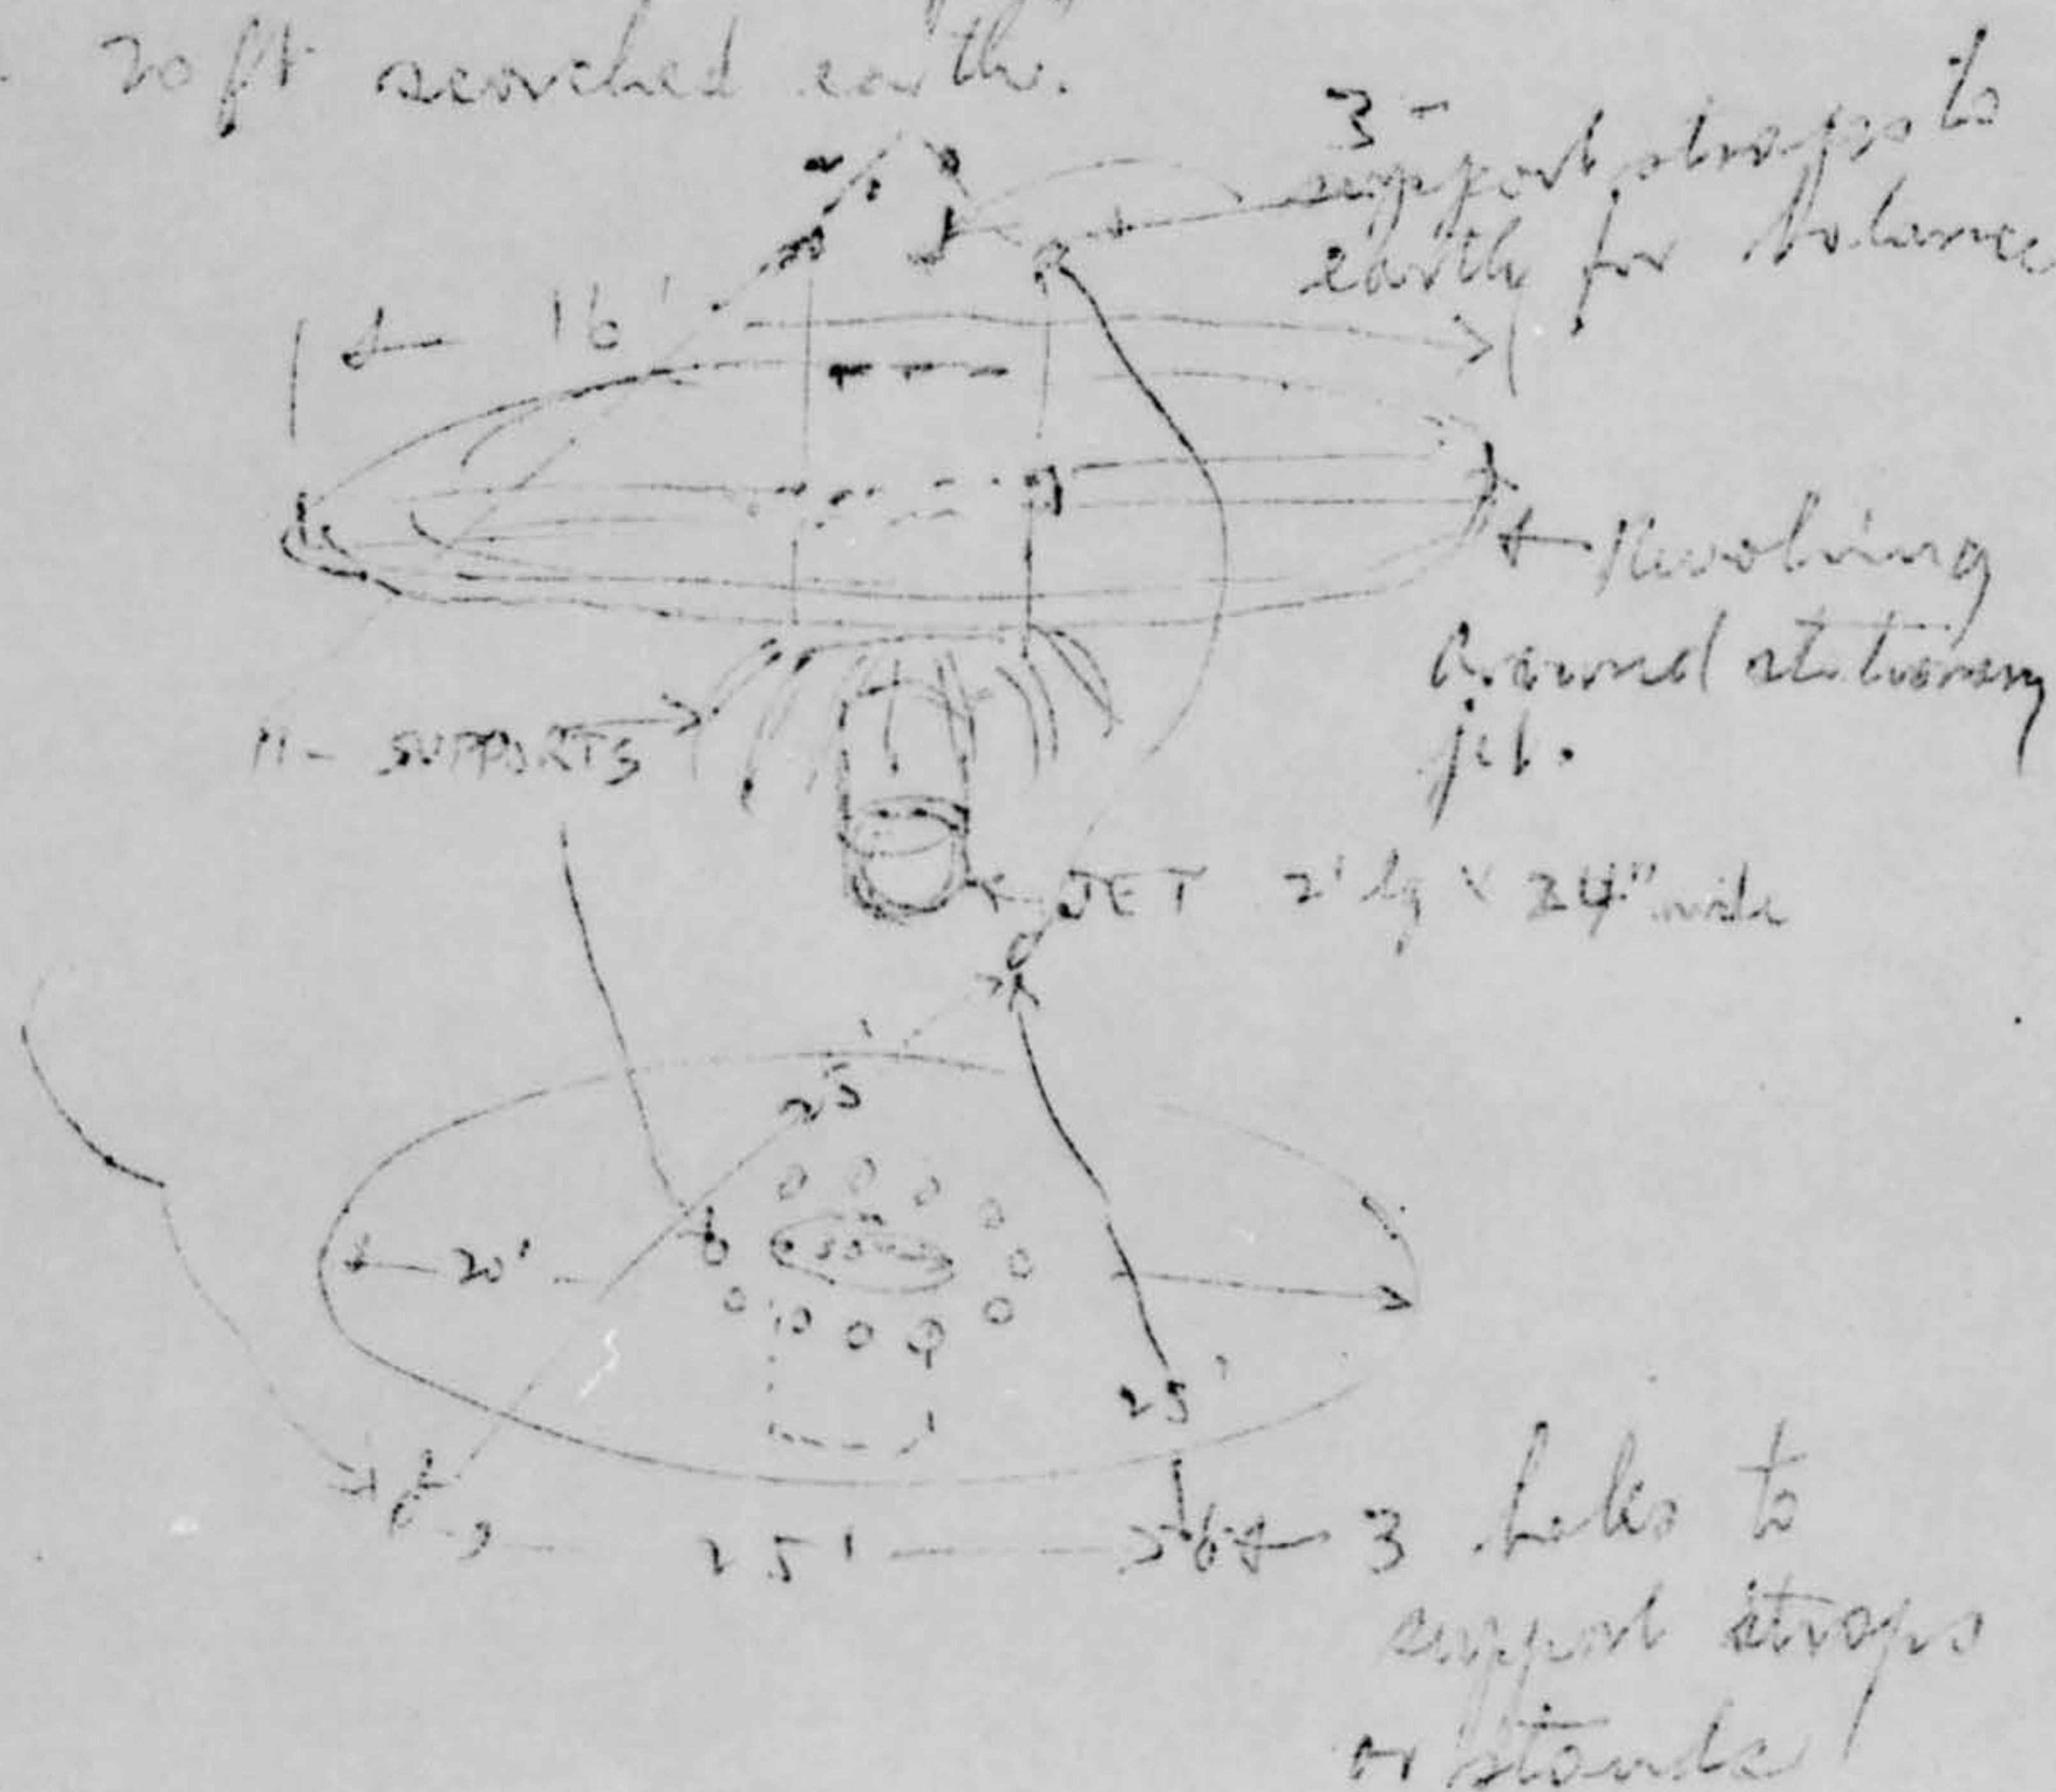 20 ft scorched earth.
3 -
support straps to
earth for balance
16'
Revolving
around stationary
jet.
11 - SUPPORTS
JET 2' lg x 24" wide
25'
20'
25'
25'
3 holes to
support straps
or stands